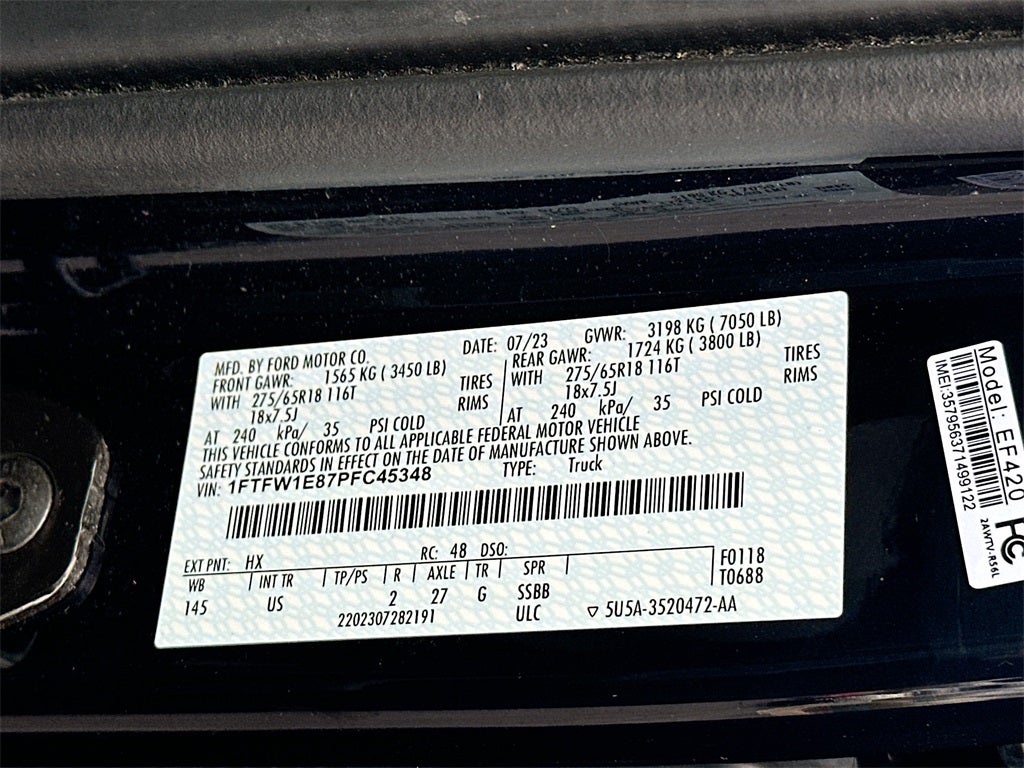 MFD. BY FORD MOTOR CO.
DATE: 07/23 GVWR: 3198 KG ( 7050 LB)
FRONT GAWR: 1565 KG ( 3450 LB)
REAR GAWR: 1724 KG ( 3800 LB)
WITH 275/65R18 116T TIRES
WITH 275/65R18 116T TIRES
18x7.5J RIMS
18x7.5J RIMS
AT 240 kPa/ 35 PSI COLD
AT 240 kPa/ 35 PSI COLD
THIS VEHICLE CONFORMS TO ALL APPLICABLE FEDERAL MOTOR VEHICLE
SAFETY STANDARDS IN EFFECT ON THE DATE OF MANUFACTURE SHOWN ABOVE.
VIN: 1FTFW1E87PFC45348 TYPE: Truck
EXT PNT: HX RC: 48 DSO: F0118
WB INT TR TP/PS R AXLE TR SPR T0688
145 US 2 27 G SSBB
2202307282191 ULC ▽ 5U5A-3520472-AA
Model: EF420
IMEI:357956371499122
2AWTV-RS6L
FC